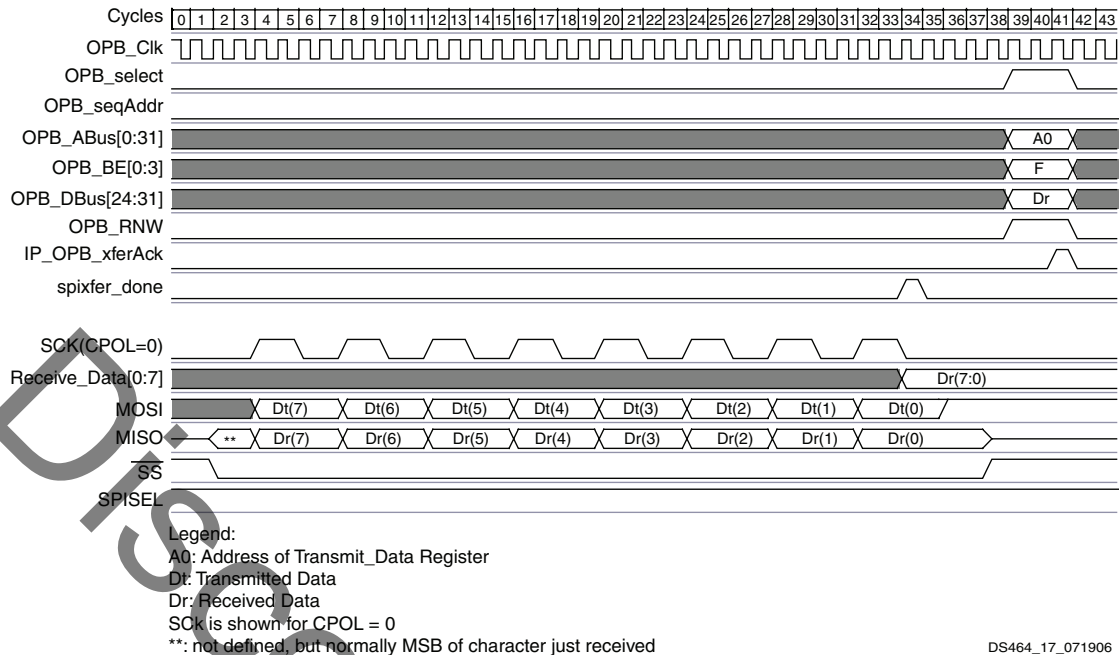 Cycles 0 1 2 3 4 5 6 7 8 9 10 11 12 13 14 15 16 17 18 19 20 21 22 23 24 25 26 27 28 29 30 31 32 33 34 35 36 37 38 39 40 41 42 43
OPB_Clk
OPB_select
OPB_seqAddr
OPB_ABus[0:31] A0
OPB_BE[0:3] F
OPB_DBus[24:31] Dr
OPB_RNW
IP_OPB_xferAck
spixfer_done
SCK(CPOL=0)
Receive_Data[0:7] Dr(7:0)
MOSI Dt(7) Dt(6) Dt(5) Dt(4) Dt(3) Dt(2) Dt(1) Dt(0)
MISO ** Dr(7) Dr(6) Dr(5) Dr(4) Dr(3) Dr(2) Dr(1) Dr(0)
SS
SPISEL
Legend:
A0: Address of Transmit_Data Register
Dt: Transmitted Data
Dr: Received Data
SCk is shown for CPOL = 0
**: not defined, but normally MSB of character just received
DS464_17_071906